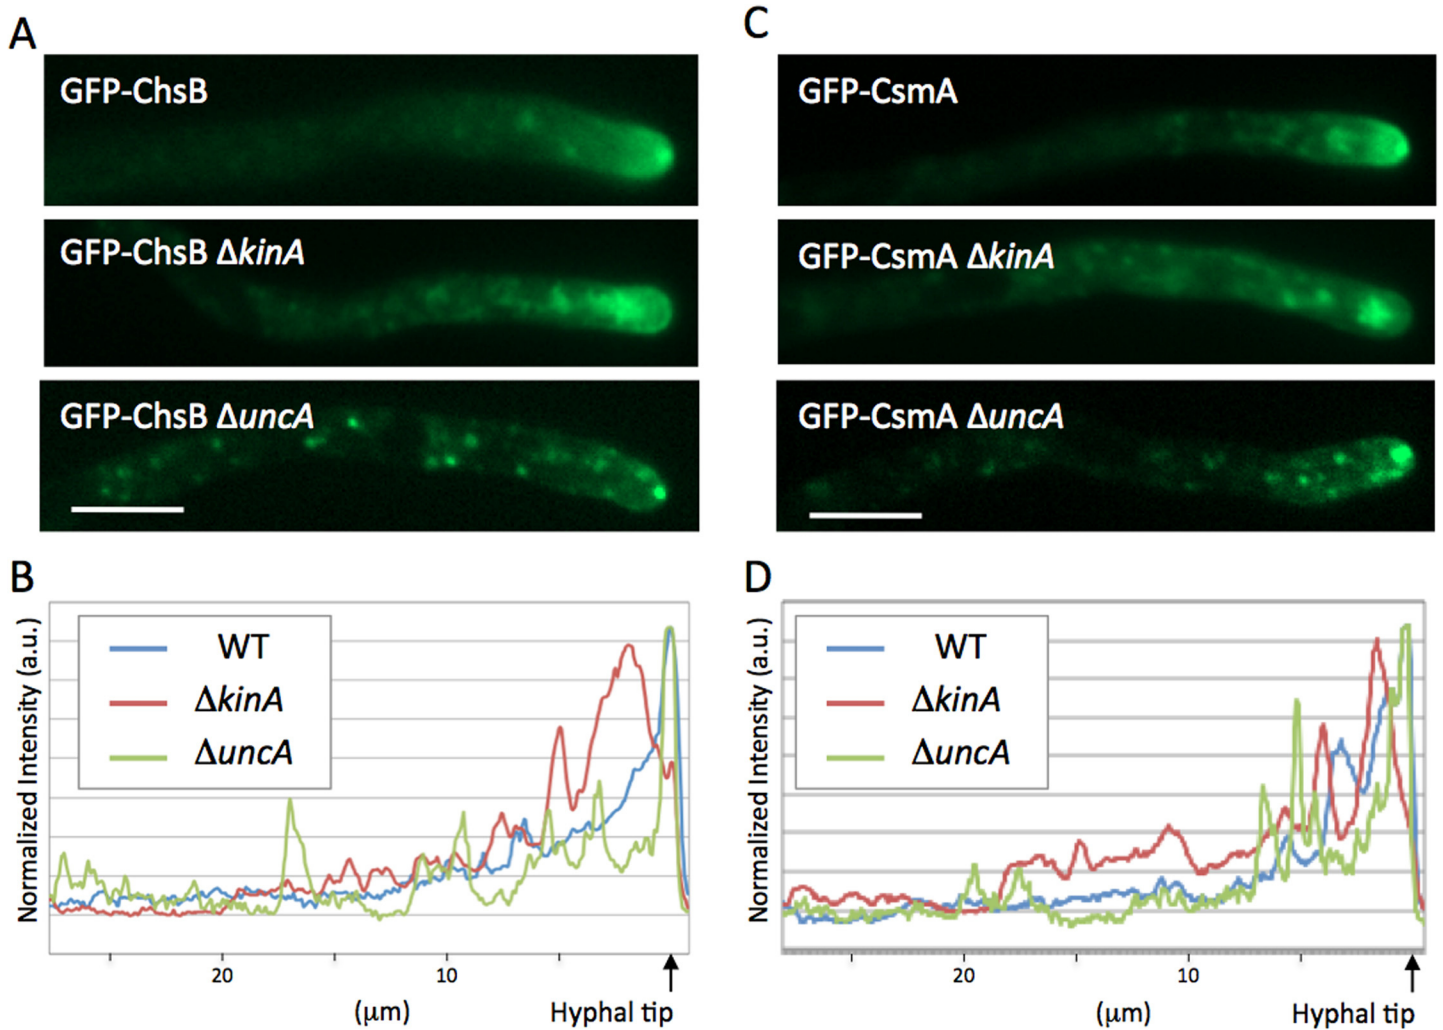 A
GFP-ChsB
GFP-ChsB ΔkinA
GFP-ChsB ΔuncA
B
Normalized Intensity (a.u.)
WT
ΔkinA
ΔuncA
20
10
(μm)
Hyphal tip
C
GFP-CsmA
GFP-CsmA ΔkinA
GFP-CsmA ΔuncA
D
Normalized Intensity (a.u.)
WT
ΔkinA
ΔuncA
20
10
(μm)
Hyphal tip